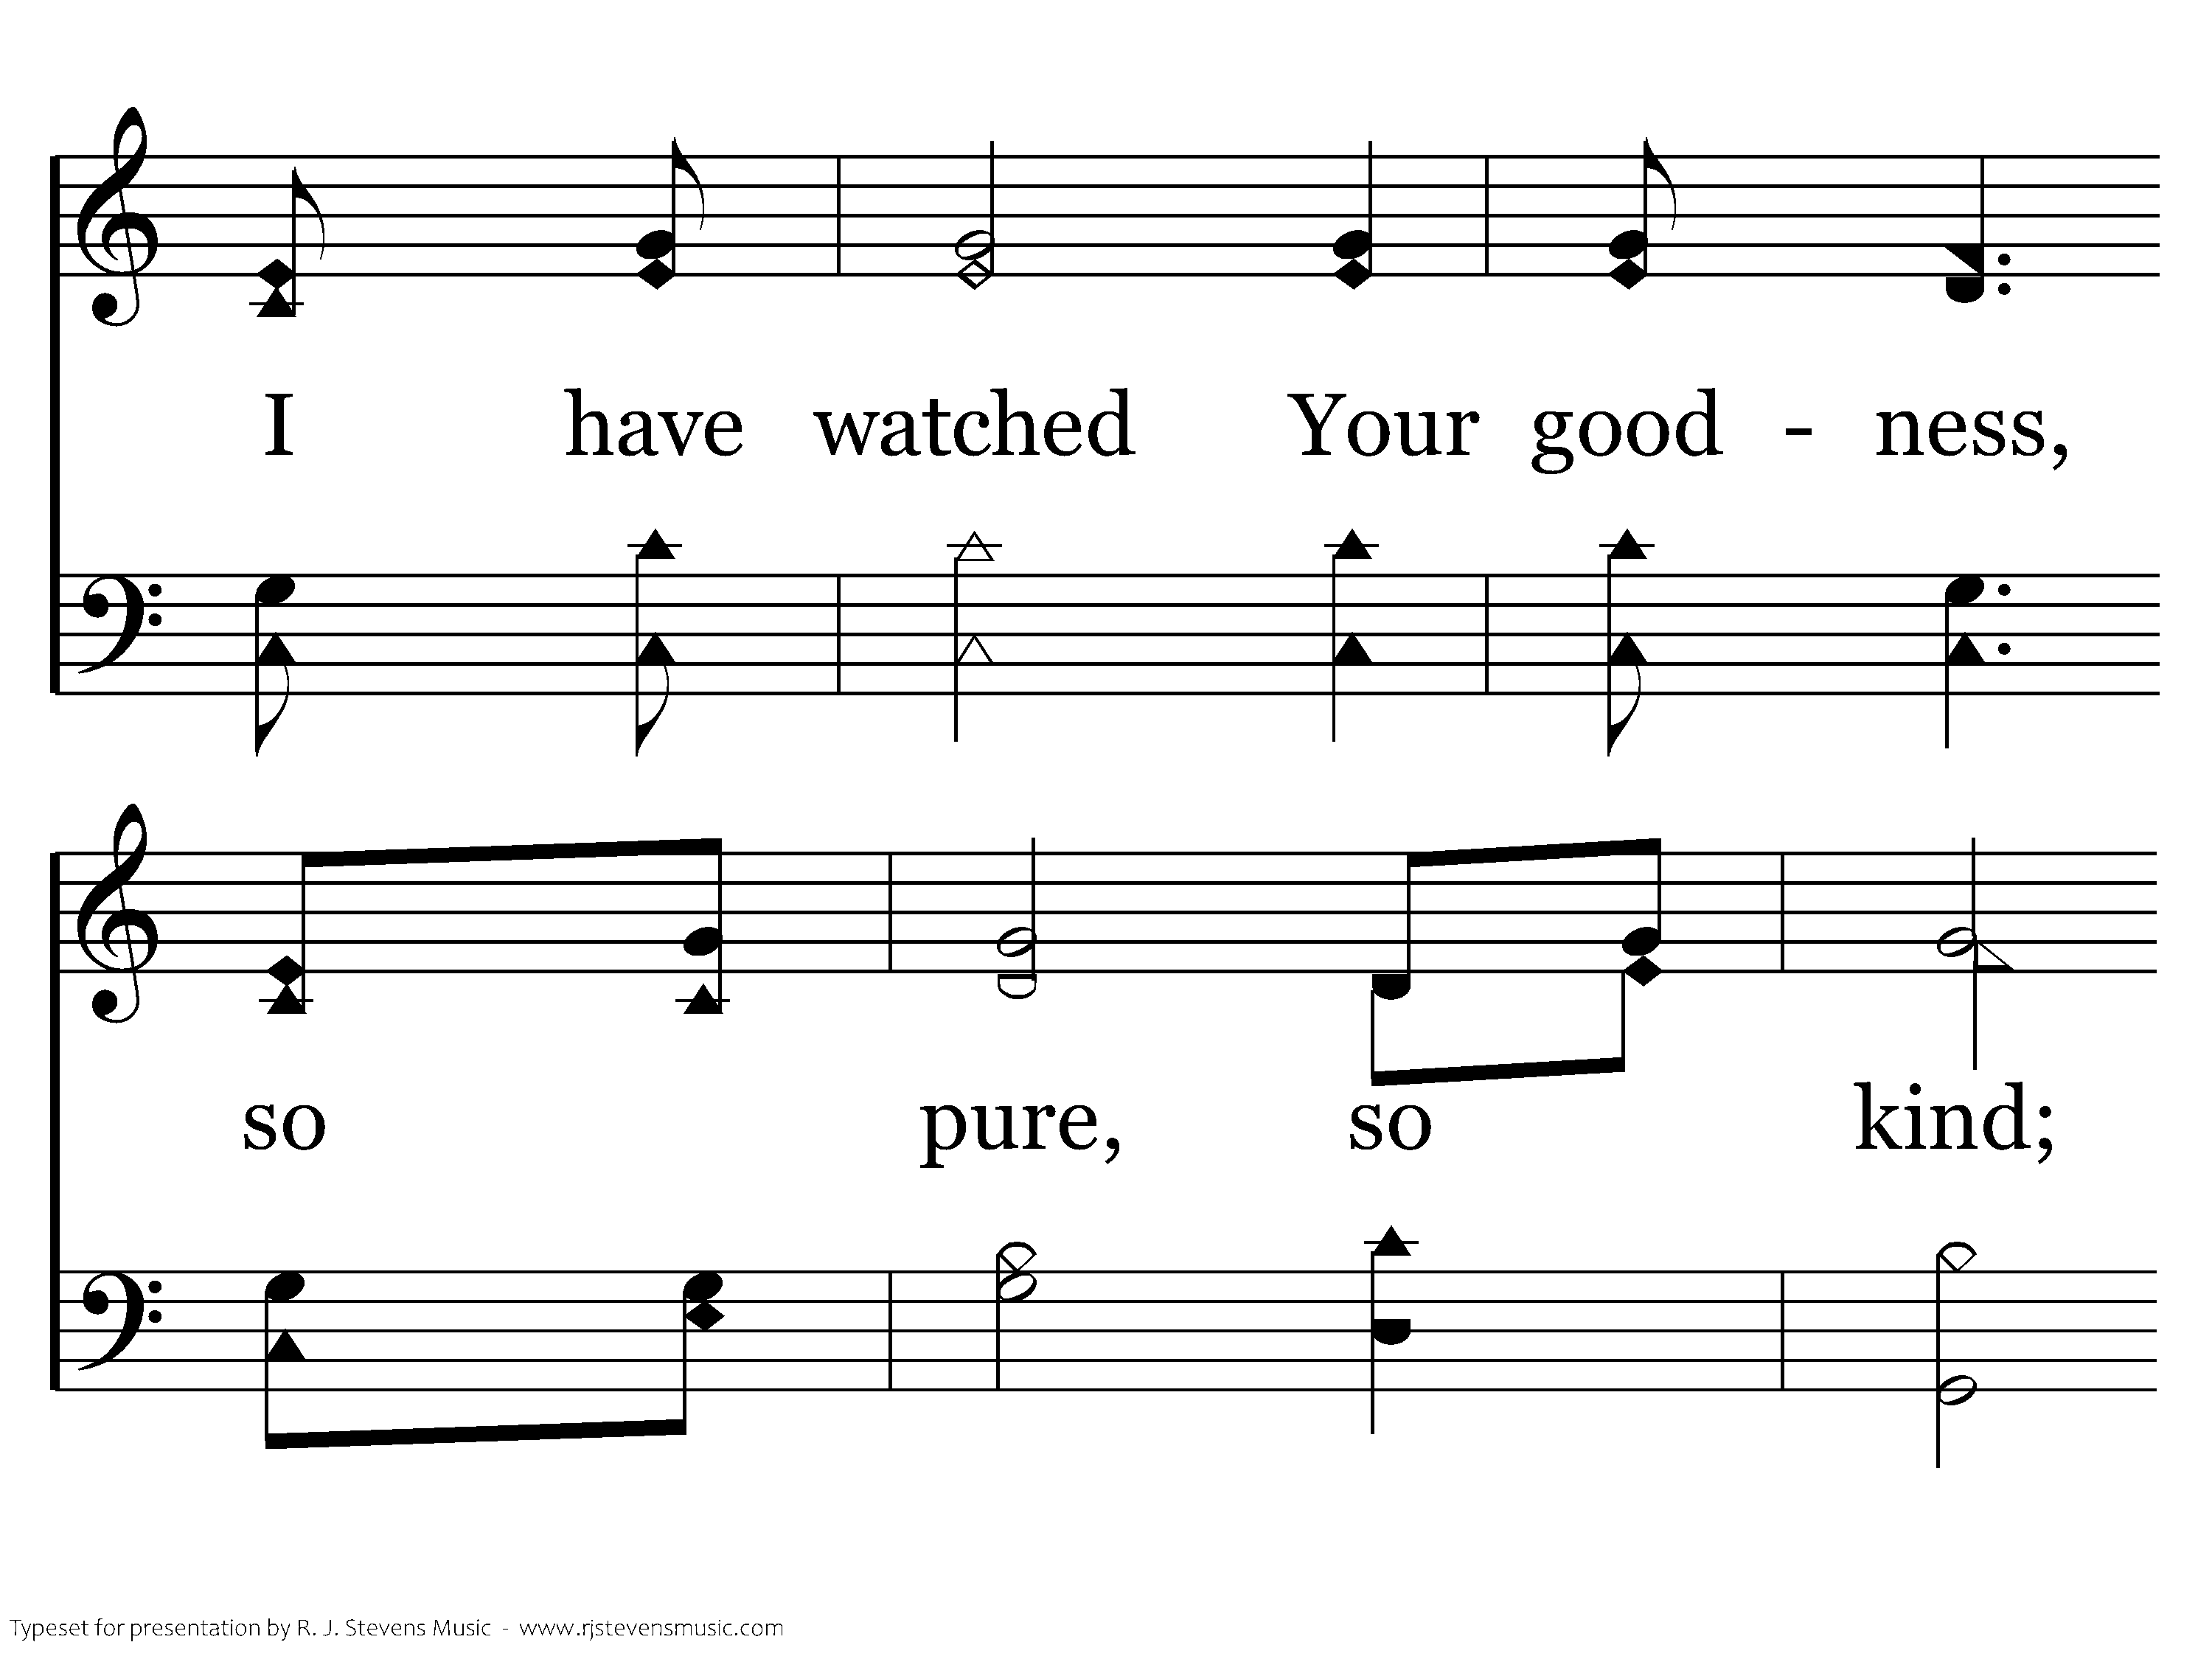 I have watched Your good - ness,
so pure, so kind;
Typeset for presentation by R. J. Stevens Music - www.rjstevensmusic.com